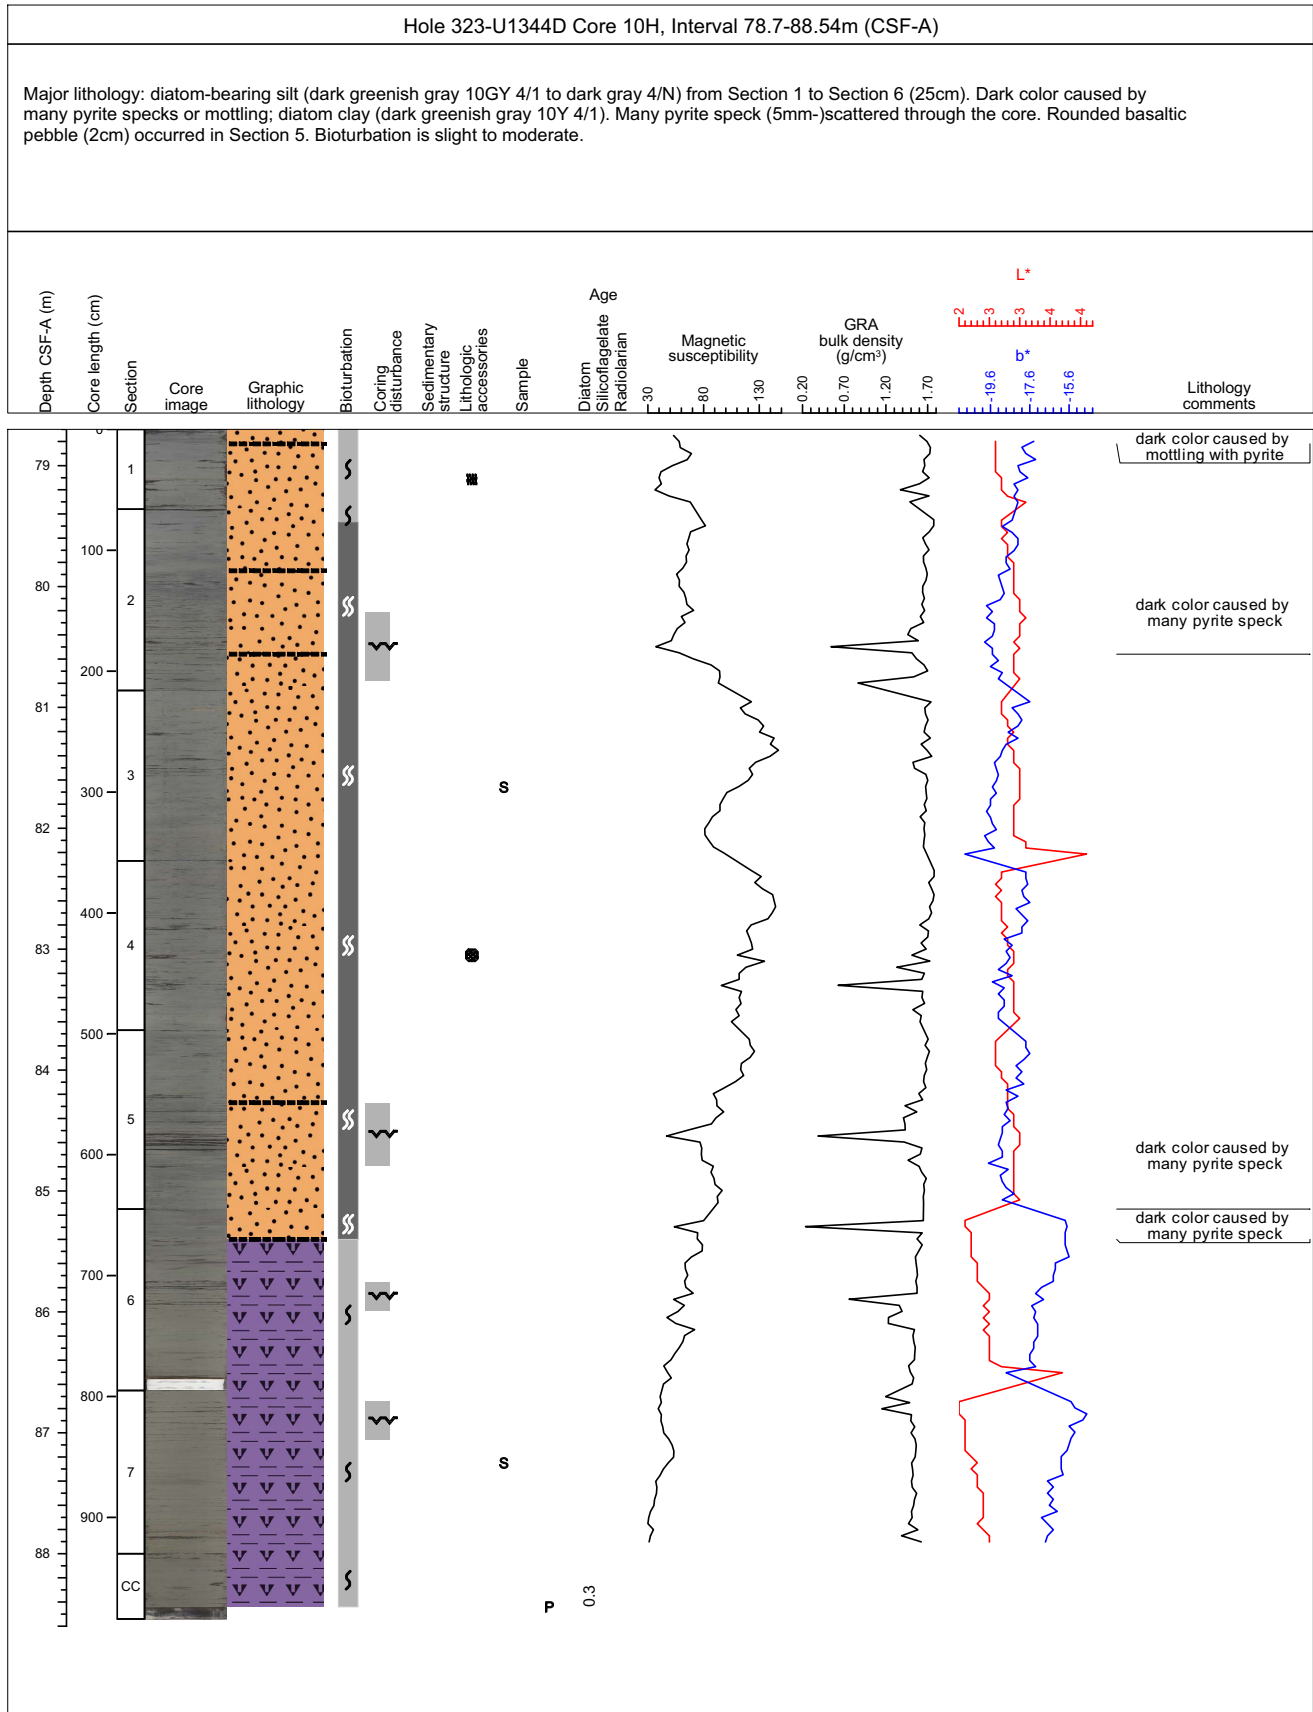 Hole 323-U1344D Core 10H, Interval 78.7-88.54m (CSF-A)
Major lithology: diatom-bearing silt (dark greenish gray 10GY 4/1 to dark gray 4/N) from Section 1 to Section 6 (25cm). Dark color caused by
many pyrite specks or mottling; diatom clay (dark greenish gray 10Y 4/1). Many pyrite speck (5mm-)scattered through the core. Rounded basaltic
pebble (2cm) occurred in Section 5. Bioturbation is slight to moderate.
Depth CSF-A (m)
Core length (cm)
Section
Core
image
Graphic
lithology
Bioturbation
Coring
disturbance
Sedimentary
structure
Lithologic
accessories
Sample
Age
Diatom
Silicoflagelate
Radiolarian
Magnetic
susceptibility
30
80
130
GRA
bulk density
(g/cm³)
0.20
0.70
1.20
1.70
L*
2
3
3
4
4
b*
-19.6
-17.6
-15.6
Lithology
comments
79
80
81
82
83
84
85
86
87
88
0
100
200
300
400
500
600
700
800
900
1
2
3
4
5
6
7
CC
S
S
P
0.3
dark color caused by
mottling with pyrite
dark color caused by
many pyrite speck
dark color caused by
many pyrite speck
dark color caused by
many pyrite speck